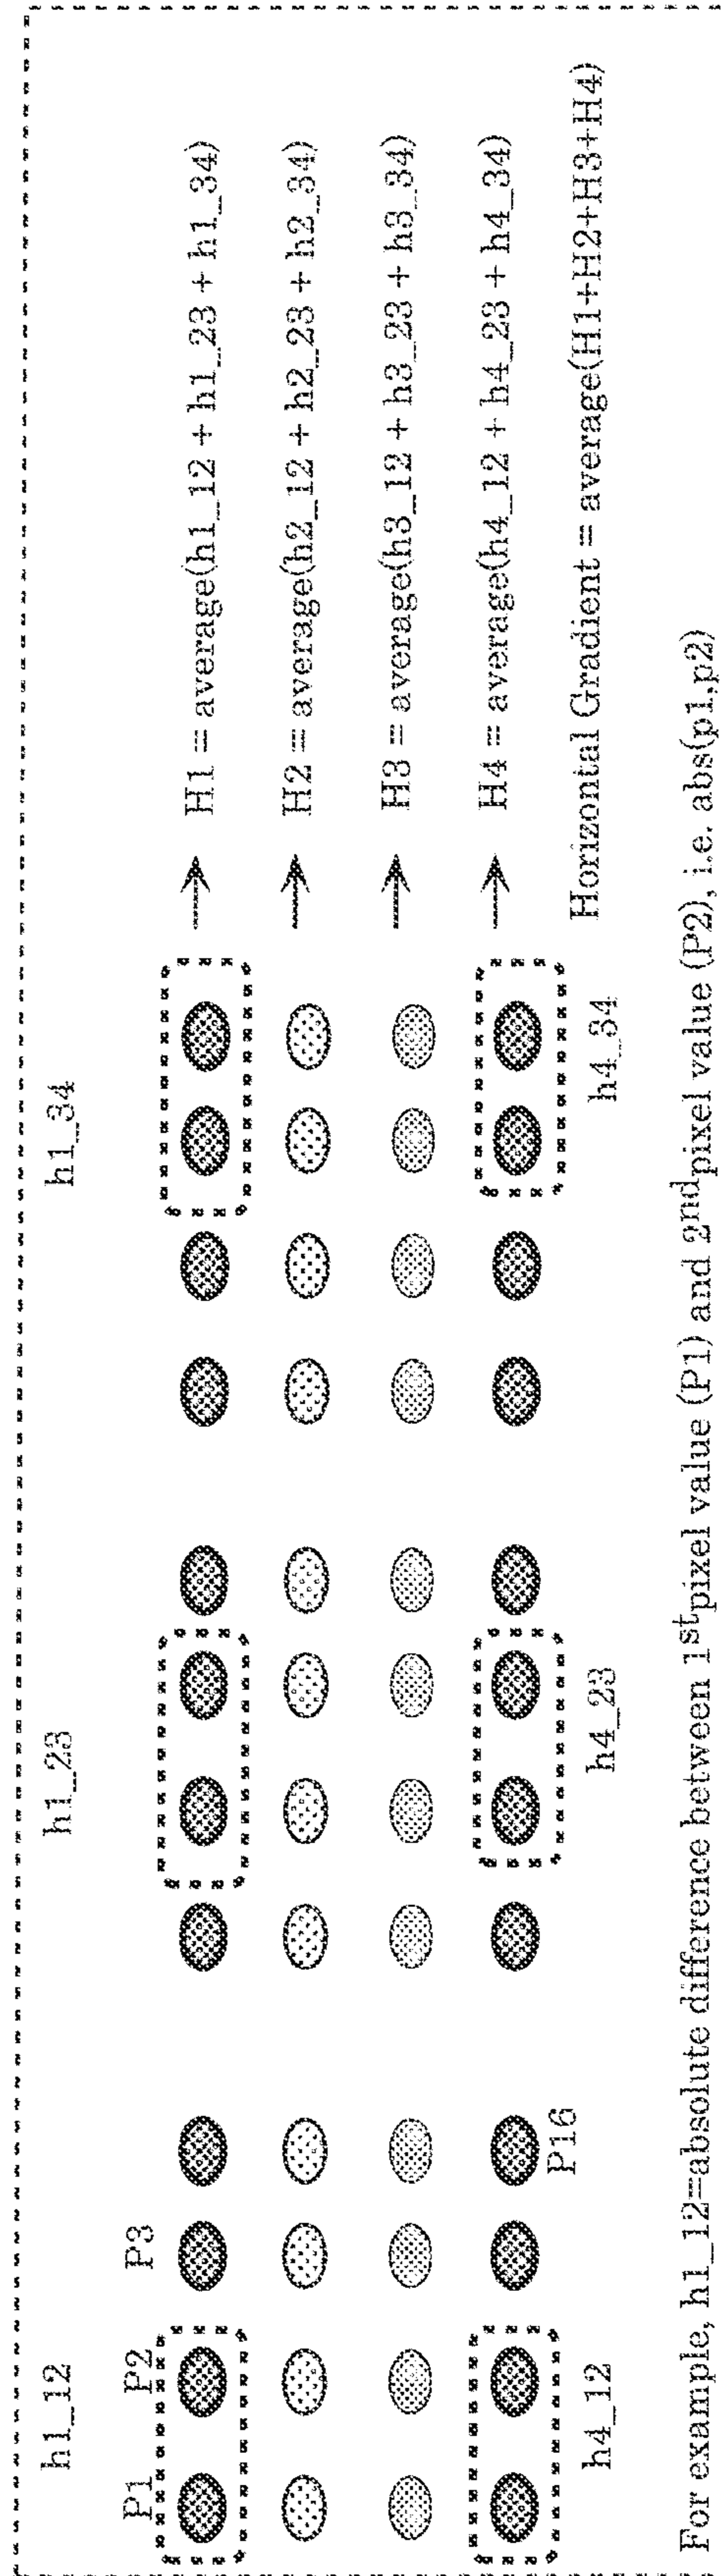 h1_12
h1_23
h1_34
P1
P2
P3
P16
h4_12
h4_23
h4_34
H1 = average(h1_12 + h1_23 + h1_34)
H2 = average(h2_12 + h2_23 + h2_34)
H3 = average(h3_12 + h3_23 + h3_34)
H4 = average(h4_12 + h4_23 + h4_34)
Horizontal Gradient = average(H1+H2+H3+H4)
For example, h1_12=absolute difference between 1st pixel value (P1) and 2nd pixel value (P2), i.e. abs(p1,p2)